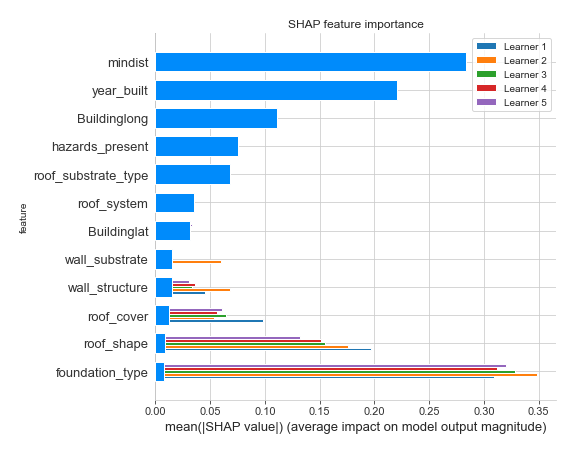 SHAP feature importance
Learner 1
Learner 2
Learner 3
Learner 4
Learner 5
mindist
year_built
Buildinglong
hazards_present
roof_substrate_type
roof_system
Buildinglat
wall_substrate
wall_structure
roof_cover
roof_shape
foundation_type
feature
0.00 0.05 0.10 0.15 0.20 0.25 0.30 0.35
mean(|SHAP value|) (average impact on model output magnitude)